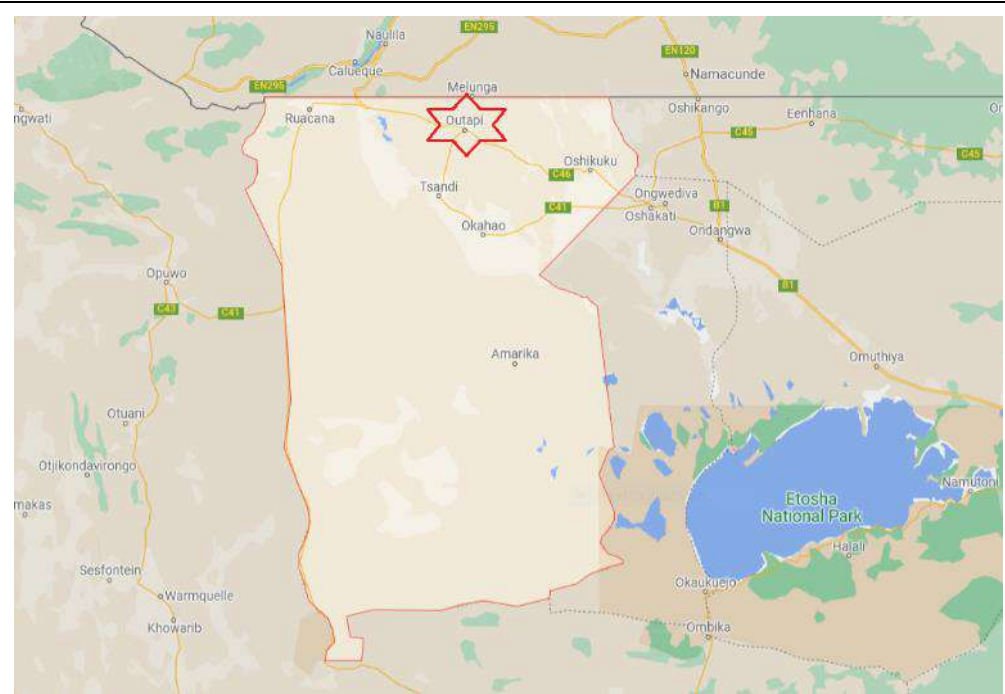 Naulila
EN295
Calueque
EN120
Namacunde
EN295
Melunga
Ruacana
Oshikango
Eenhana
ngwati
Outapi
C45
C45
Oshikuku
C46
Tsandi
Ongwediva
B1
C41
Oshakati
Okahao
Ondangwa
Opuwo
B1
C43
C41
Amarika
Omuthiya
Otuani
Otjikondavirongo
Namutoni
makas
Etosha
National Park
Halali
Sesfontein
Okaukuejo
Warmquelle
Khowarib
Ombika